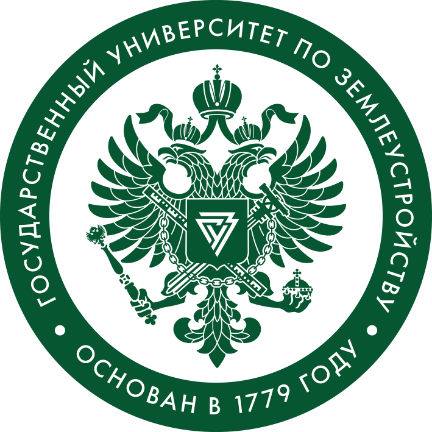 ГОСУДАРСТВЕННЫЙ УНИВЕРСИТЕТ ПО ЗЕМЛЕУСТРОЙСТВУ
ОСНОВАН В 1779 ГОДУ